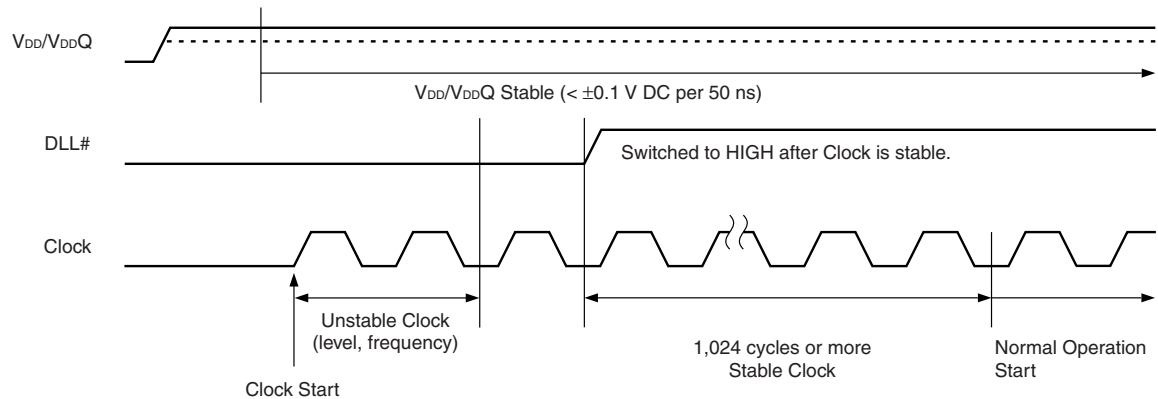 VDD/VDDQ
VDD/VDDQ Stable (< ±0.1 V DC per 50 ns)
DLL#
Switched to HIGH after Clock is stable.
Clock
Unstable Clock
(level, frequency)
1,024 cycles or more
Stable Clock
Normal Operation
Start
Clock Start